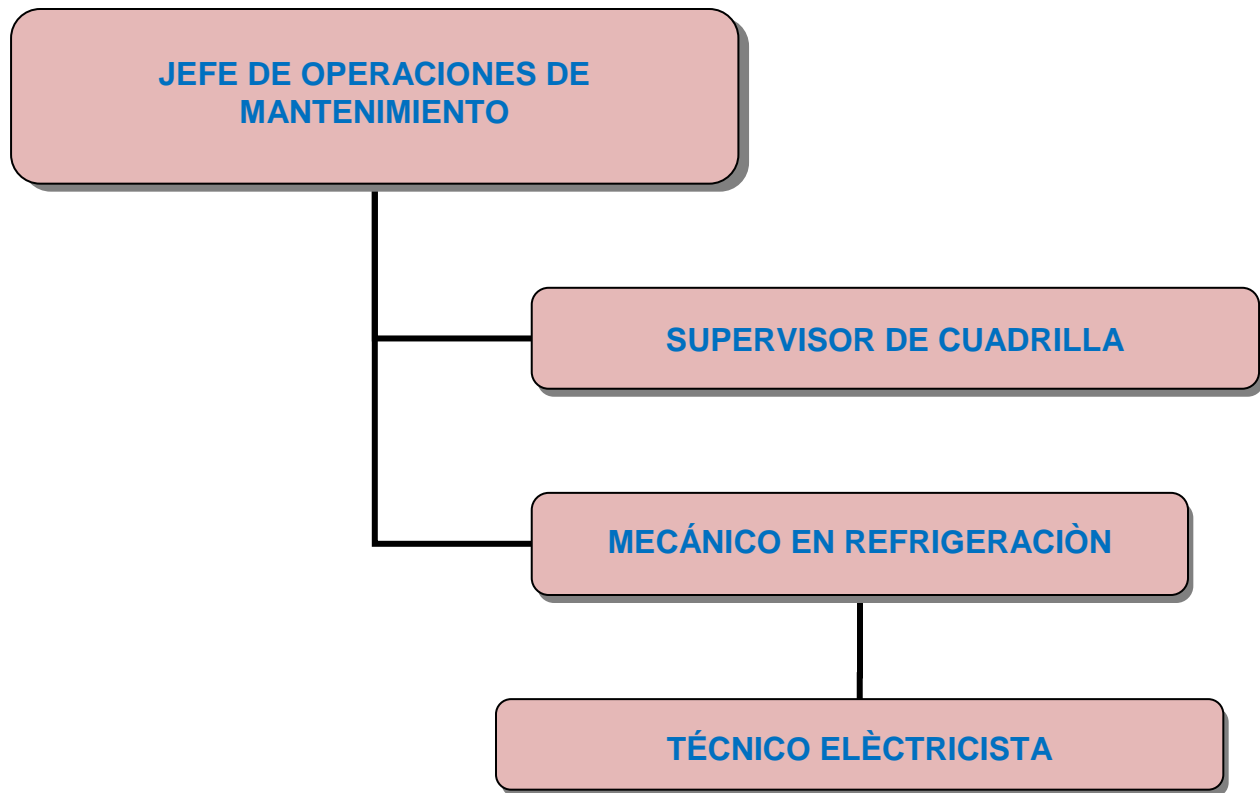 JEFE DE OPERACIONES DE
MANTENIMIENTO
SUPERVISOR DE CUADRILLA
MECÁNICO EN REFRIGERACIÒN
TÉCNICO ELÈCTRICISTA